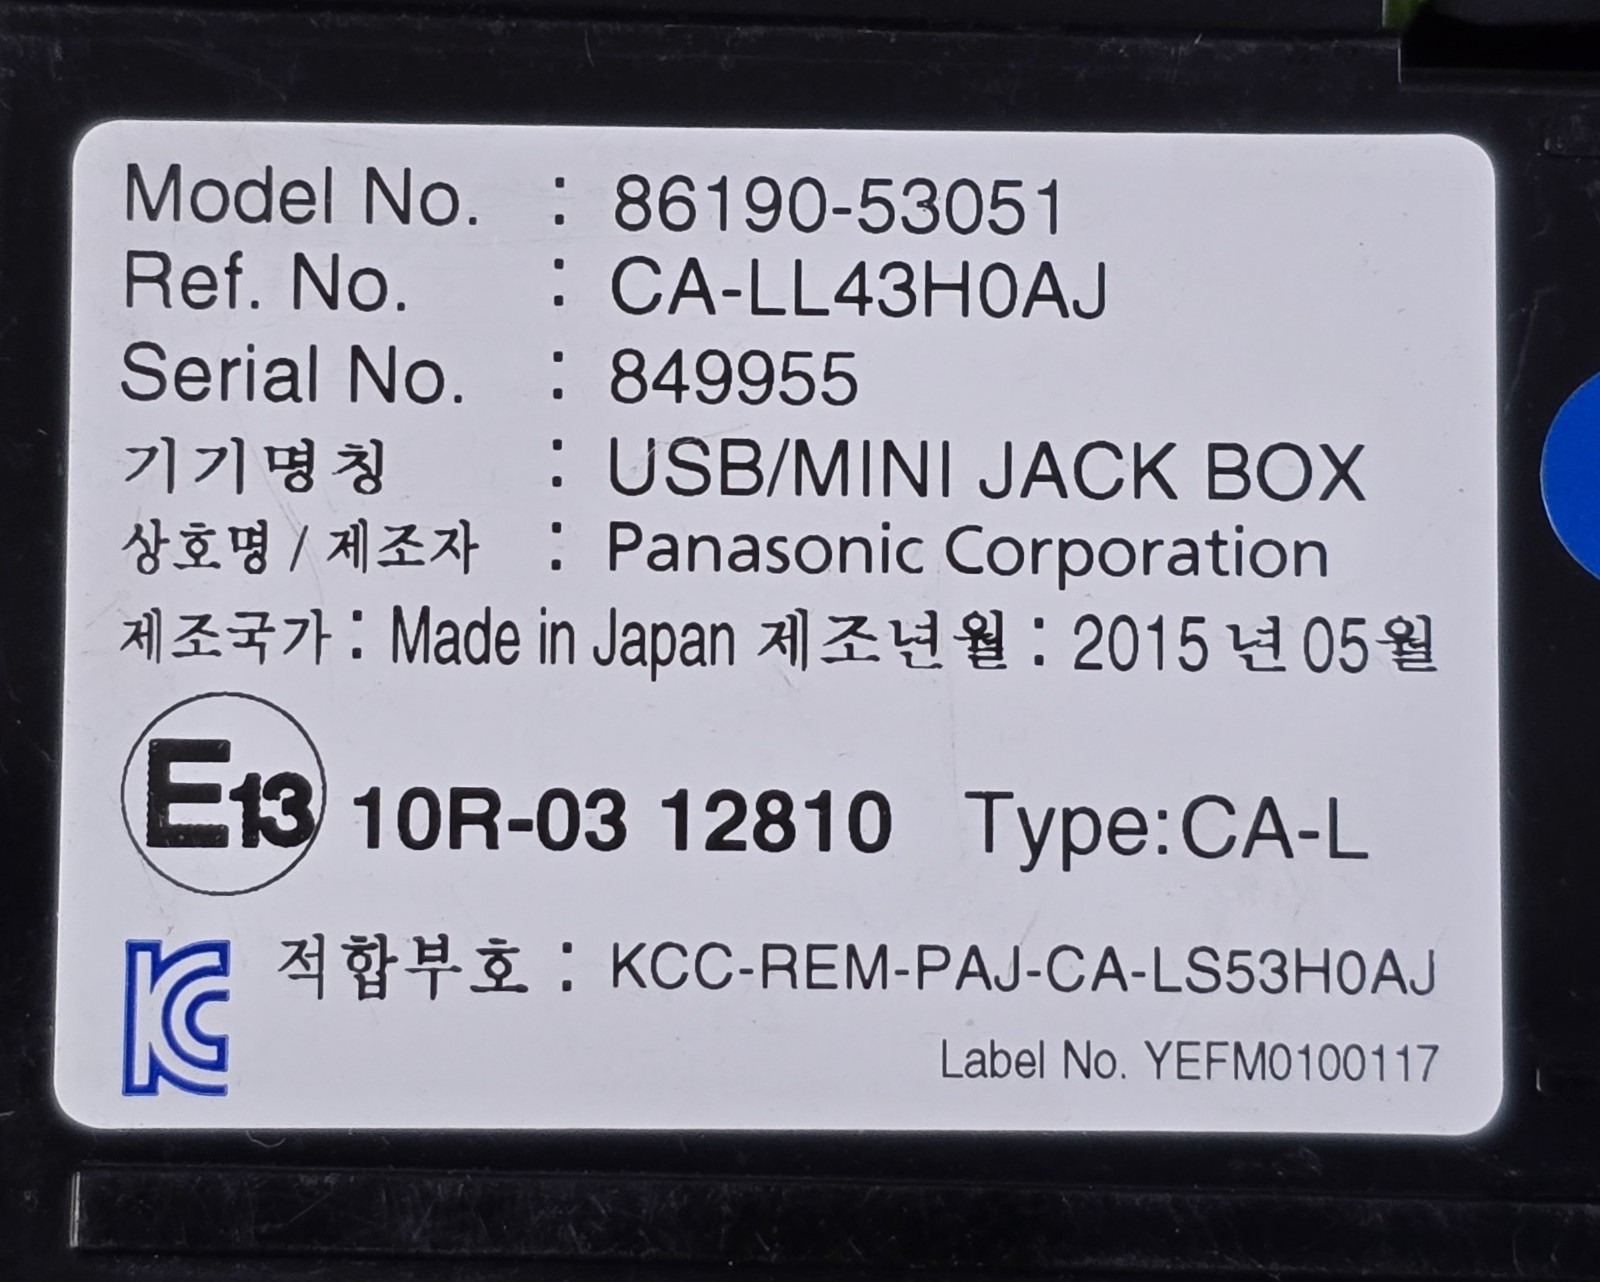 Model No. : 86190-53051
Ref. No. : CA-LL43H0AJ
Serial No. : 849955
기기명칭 : USB/MINI JACK BOX
상호명 / 제조자 : Panasonic Corporation
제조국가 : Made in Japan 제조년월 : 2015 년 05월
E13 10R-03 12810 Type:CA-L
KC 적합부호 : KCC-REM-PAJ-CA-LS53H0AJ
Label No. YEFM0100117